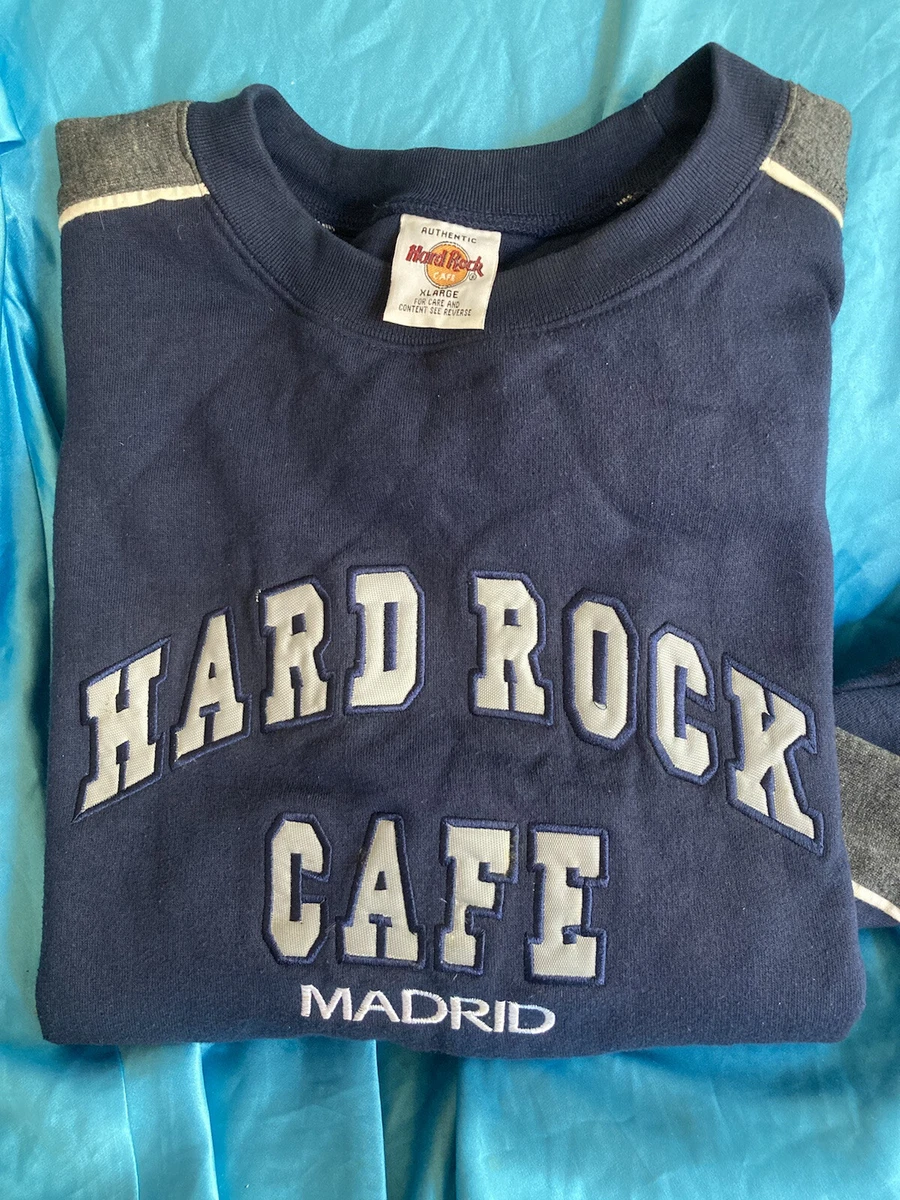 AUTHENTIC
Hard Rock
CAFE
XLARGE
FOR CARE AND
CONTENT SEE REVERSE
HARD ROCK
CAFE
MADRID